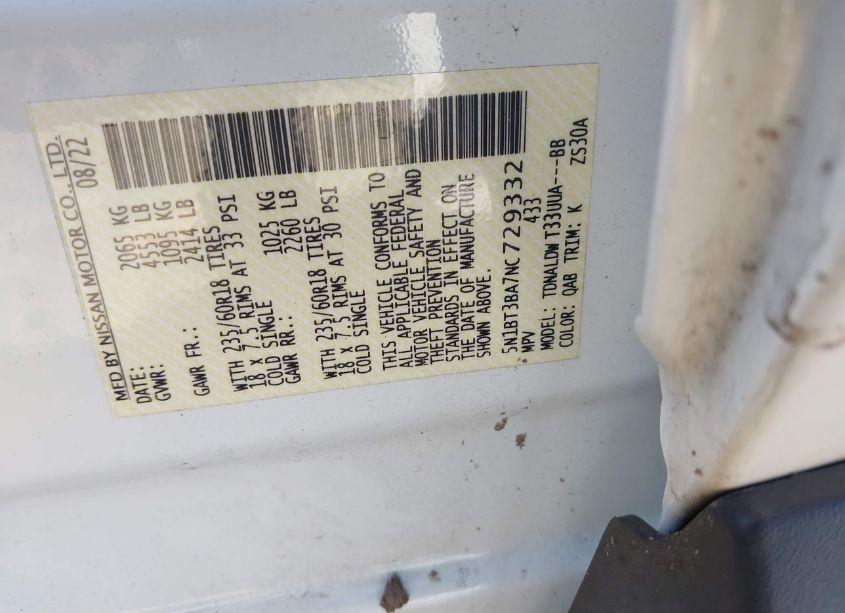 MFD BY NISSAN MOTOR CO., LTD.
DATE: 08/22
GVWR: 2065 KG
4553 LB
GAWR FR.: 1095 KG
2414 LB
WITH 235/60R18 TIRES
18 x 7.5 RIMS AT 33 PSI
COLD SINGLE
GAWR RR.: 1025 KG
2260 LB
WITH 235/60R18 TIRES
18 x 7.5 RIMS AT 30 PSI
COLD SINGLE
THIS VEHICLE CONFORMS TO
ALL APPLICABLE FEDERAL
MOTOR VEHICLE SAFETY AND
THEFT PREVENTION
STANDARDS IN EFFECT ON
THE DATE OF MANUFACTURE
SHOWN ABOVE.
5N1BT3BA7NC729332
MPV 433
MODEL: TDNALDW T33UUA----BB
COLOR: QAB TRIM: K ZS30A